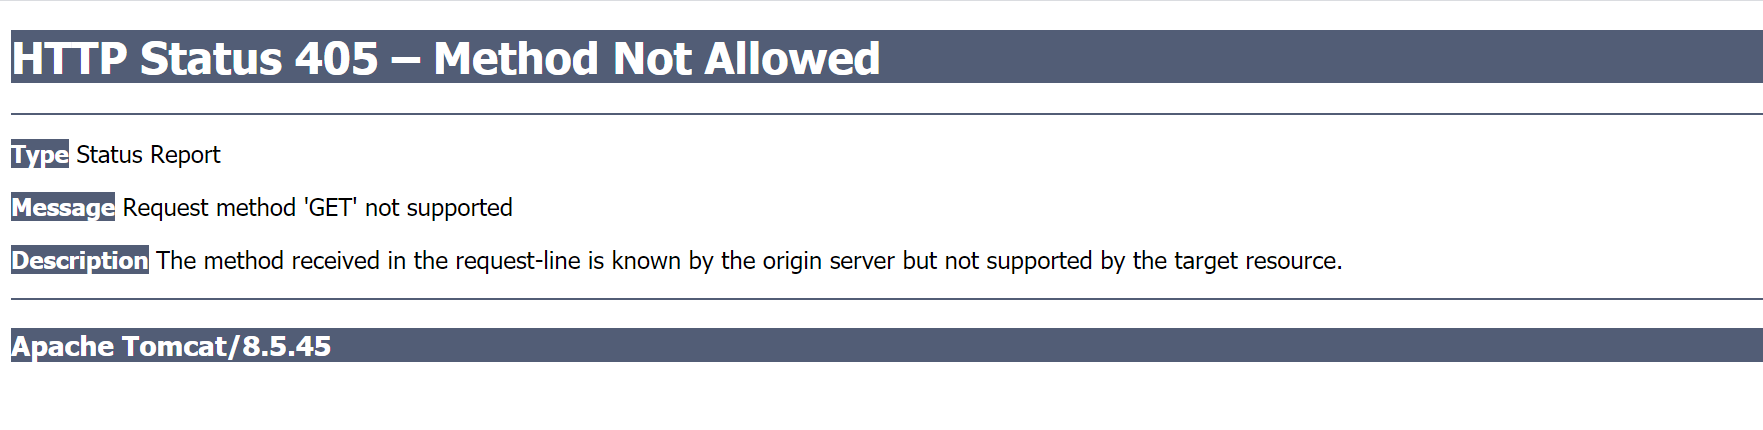 HTTP Status 405 – Method Not Allowed
Type Status Report
Message Request method 'GET' not supported
Description The method received in the request-line is known by the origin server but not supported by the target resource.
Apache Tomcat/8.5.45